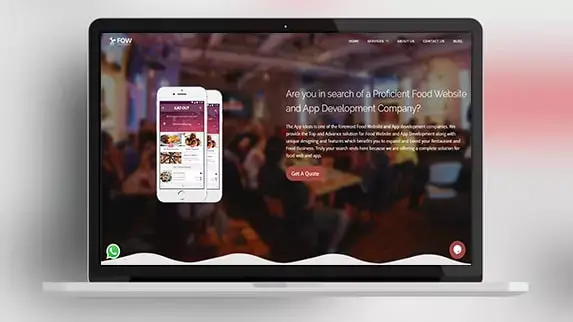 FOW
HOME SERVICES ABOUT US CONTACT US BLOG
Are you in search of a Proficient Food Website
and App Development Company?
The App Ideas is one of the foremost Food Website and App development companies. We
provide the Top and Advance solution for Food Website and App Development along with
unique designing and features which benefits you to expand and boost your Restaurant and
Food Business. Truly your search ends here because we are offering a complete solution for
food web and app.
Get A Quote